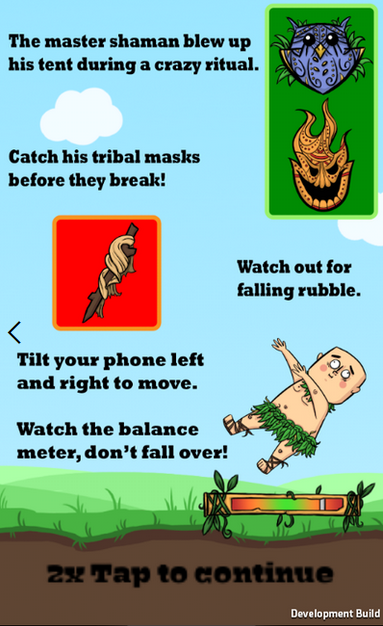 The master shaman blew up
his tent during a crazy ritual.
Catch his tribal masks
before they break!
Watch out for
falling rubble.
Tilt your phone left
and right to move.
Watch the balance
meter, don't fall over!
2x Tap to continue
Development Build